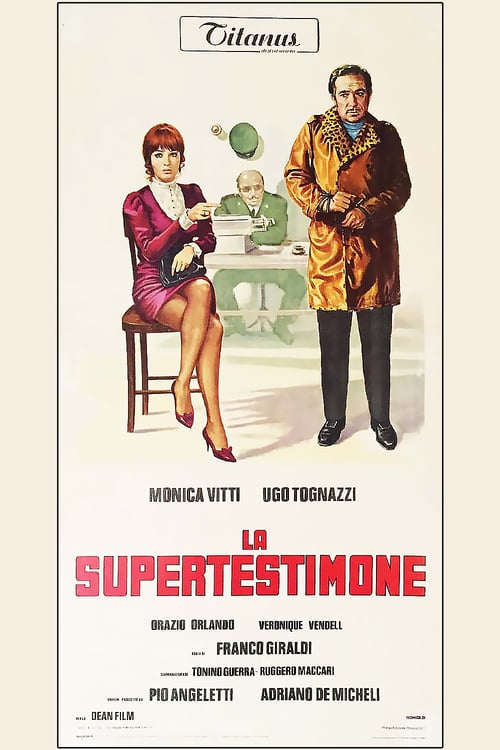 Titanus
MONICA VITTI UGO TOGNAZZI
LA
SUPERTESTIMONE
ORAZIO ORLANDO VERONIQUE VENDELL
FRANCO GIRALDI
TONINO GUERRA - RUGGERO MACCARI
PIO ANGELETTI ADRIANO DE MICHELI
DEAN FILM